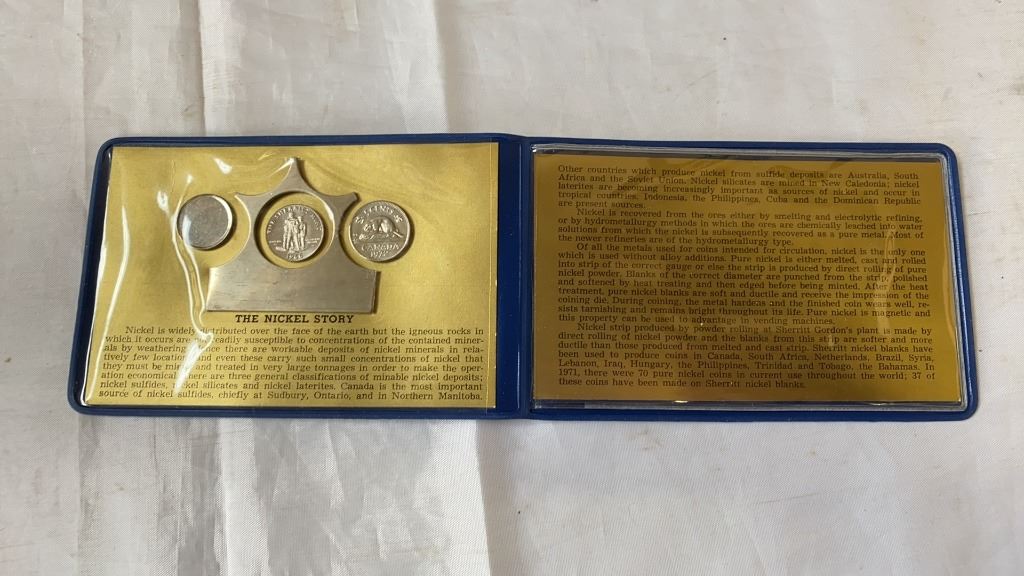 CANADA
THE NICKEL STORY
Nickel is widely distributed over the face of the earth but the igneous rocks in
which it occurs are readily susceptible to concentrations of the contained miner-
als by weathering there are workable deposits of nickel minerals in rela-
tively few locations and even these carry such small concentrations of nickel that
they must be mined and treated in very large tonnages in order to make the oper-
ation economical. There are three general classifications of minable nickel deposits;
nickel sulfides, nickel silicates and nickel laterites. Canada is the most important
source of nickel sulfides, chiefly at Sudbury, Ontario, and in Northern Manitoba.
Other countries which produce nickel from sulfide deposits are Australia, South
Africa and the Soviet Union. Nickel silicates are mined in New Caledonia; nickel
laterites are becoming increasingly important as sources of nickel and occur in
tropical countries. Indonesia, the Philippines, Cuba and the Dominican Republic
are present sources.
Nickel is recovered from the ores either by smelting and electrolytic refining,
or by hydrometallurgy methods in which the ores are chemically leached into water
solutions from which the nickel is subsequently recovered as a pure metal. Most of
the newer refineries are of the hydrometallurgy type.
Of all the metals used for coins intended for circulation, nickel is the only one
which is used without alloy additions. Pure nickel is either melted, cast and rolled
into strip of the correct gauge or else the strip is produced by direct rolling of pure
nickel powder. Blanks of the correct diameter are punched from the strip, polished
and softened by heat treating and then edged before being minted. After the heat
treatment, pure nickel blanks are soft and ductile and receive the impression of the
coining die. During coining, the metal hardens and the finished coin wears well, re-
sists tarnishing and remains bright throughout its life. Pure nickel is magnetic and
this property can be used to advantage in vending machines.
Nickel strip produced by powder rolling at Sherritt Gordon's plant is made by
direct rolling of nickel powder and the blanks from this strip are softer and more
ductile than those produced from melted and cast strip. Sherritt nickel blanks have
been used to produce coins in Canada, South Africa, Netherlands, Brazil, Syria,
Lebanon, Iraq, Hungary, the Philippines, Trinidad and Tobago, the Bahamas. In
1971, there were 70 pure nickel coins in current use throughout the world; 37 of
these coins have been made on Sherritt nickel blanks.